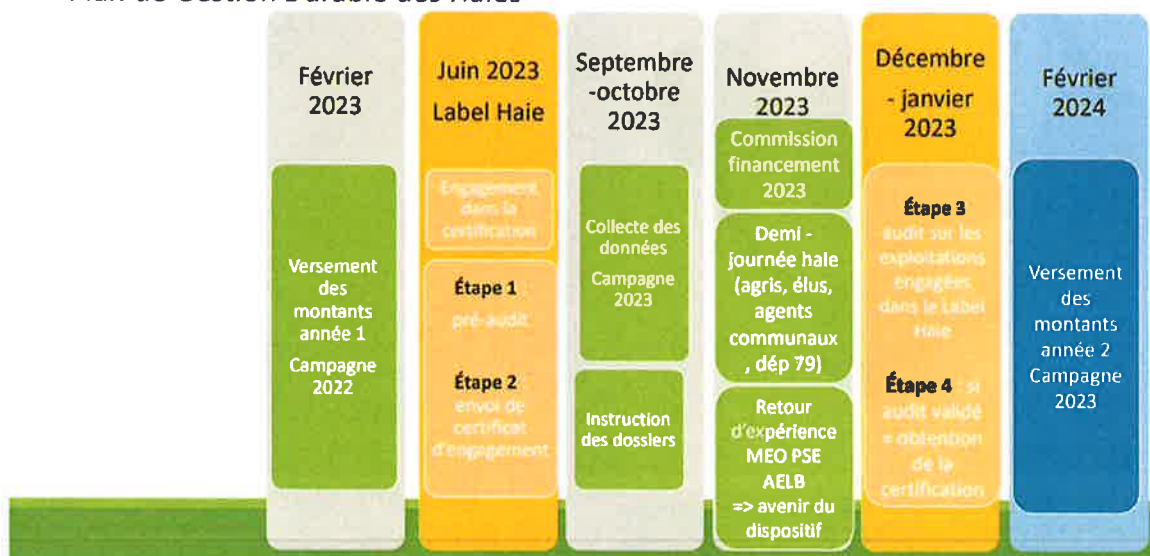 Plan de Gestion Durable des Haies
Février
2023
Versement
des
montants
année 1
Campagne
2022
Juin 2023
Label Haie
Engagement
dans la
certification
Étape 1
pré-audit
Étape 2
envoi de
certificat
d'engagement
Septembre
-octobre
2023
Collecte des
données
Campagne
2023
Instruction
des dossiers
Novembre
2023
Commission
financement
2023
Demi -
journée haie
(agris, élus,
agents
communaux
, dép 79)
Retour
d'expérience
MEO PSE
AELB
=> avenir du
dispositif
Décembre
- janvier
2023
Étape 3
audit sur les
exploitations
engagées
dans le Label
Haie
Étape 4 : si
audit validé
= obtention
de la
certification
Février
2024
Versement
des
montants
année 2
Campagne
2023